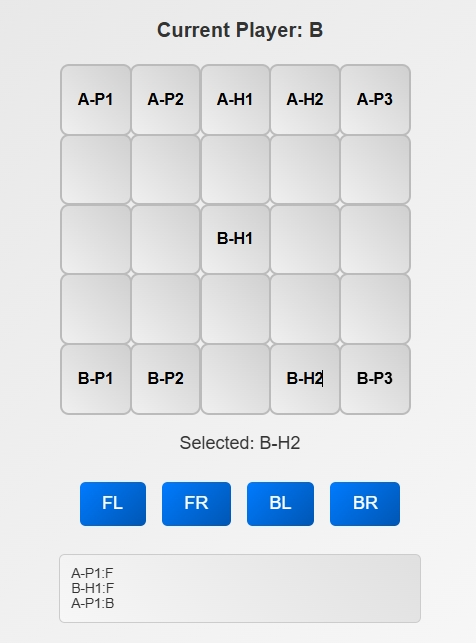 Current Player: B
A-P1 A-P2 A-H1 A-H2 A-P3
B-H1
B-P1 B-P2 B-H2 B-P3
Selected: B-H2
FL FR BL BR
A-P1:F
B-H1:F
A-P1:B